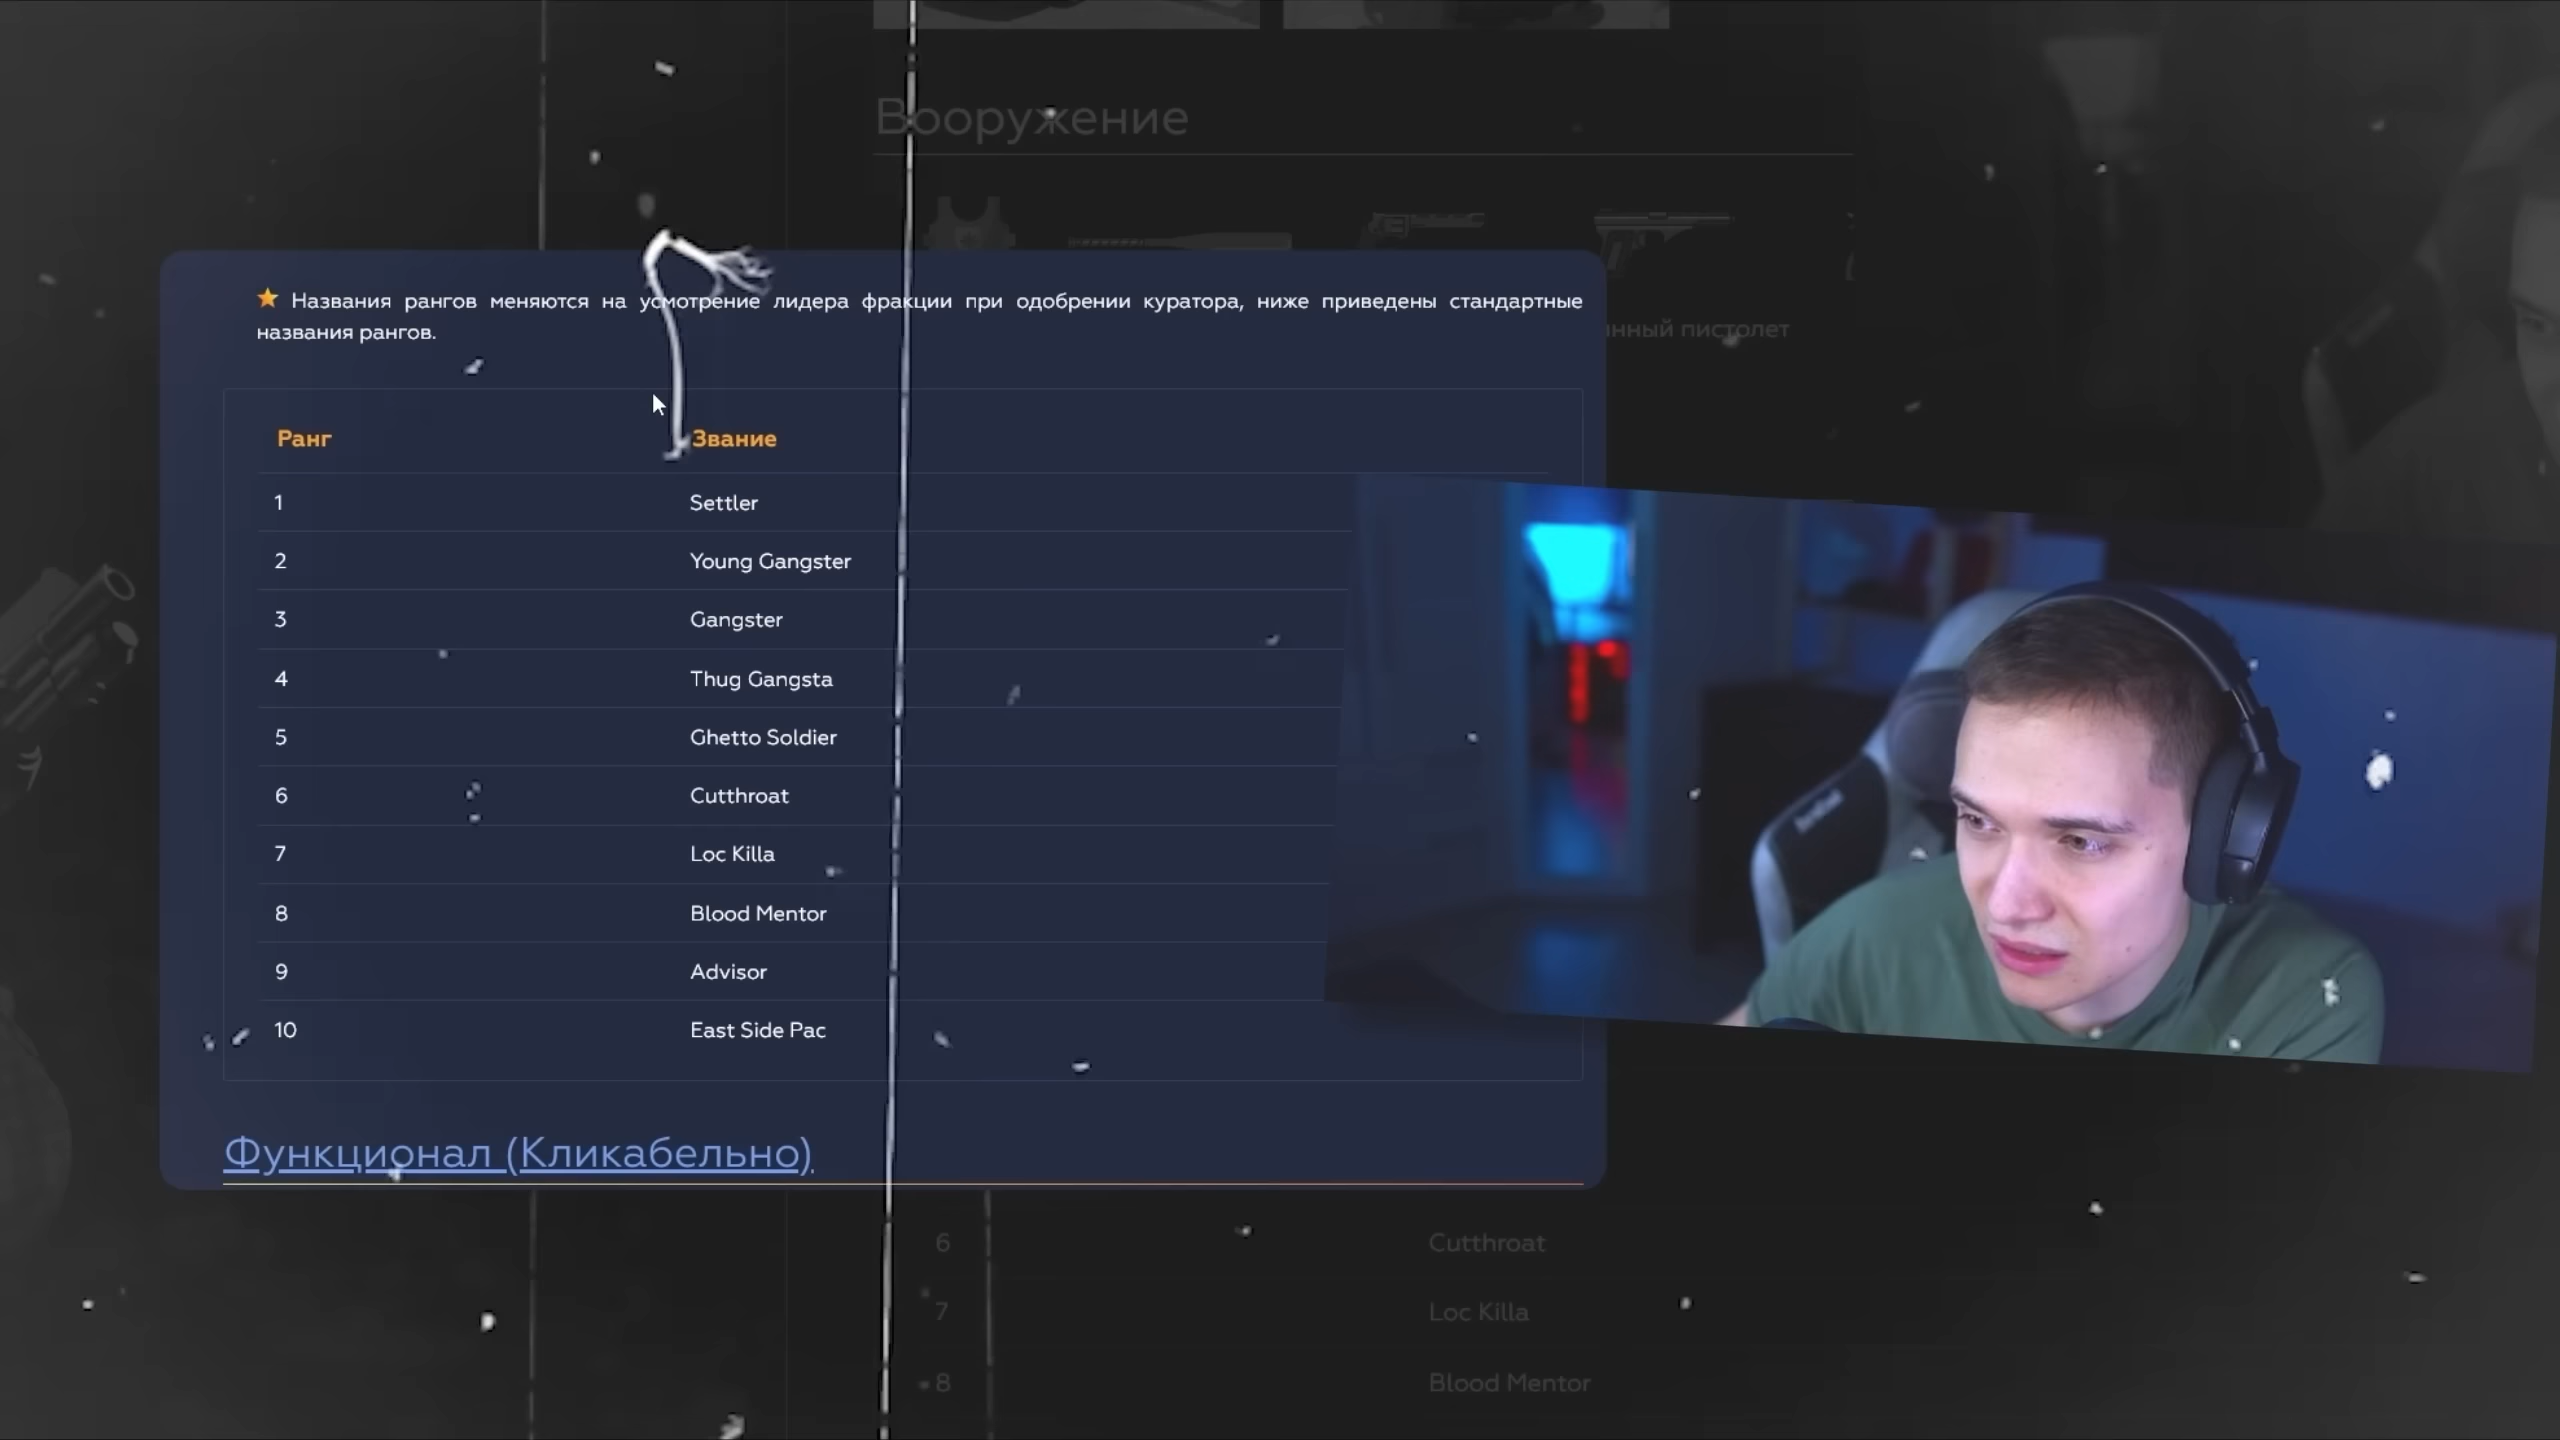 Вооружение
⭐ Названия рангов меняются на усмотрение лидера фракции при одобрении куратора, ниже приведены стандартные
названия рангов.
пистолет
Ранг Звание
1 Settler
2 Young Gangster
3 Gangster
4 Thug Gangsta
5 Ghetto Soldier
6 Cutthroat
7 Loc Killa
8 Blood Mentor
9 Advisor
10 East Side Pac
Функционал (Кликабельно)
6 Cutthroat
7 Loc Killa
8 Blood Mentor